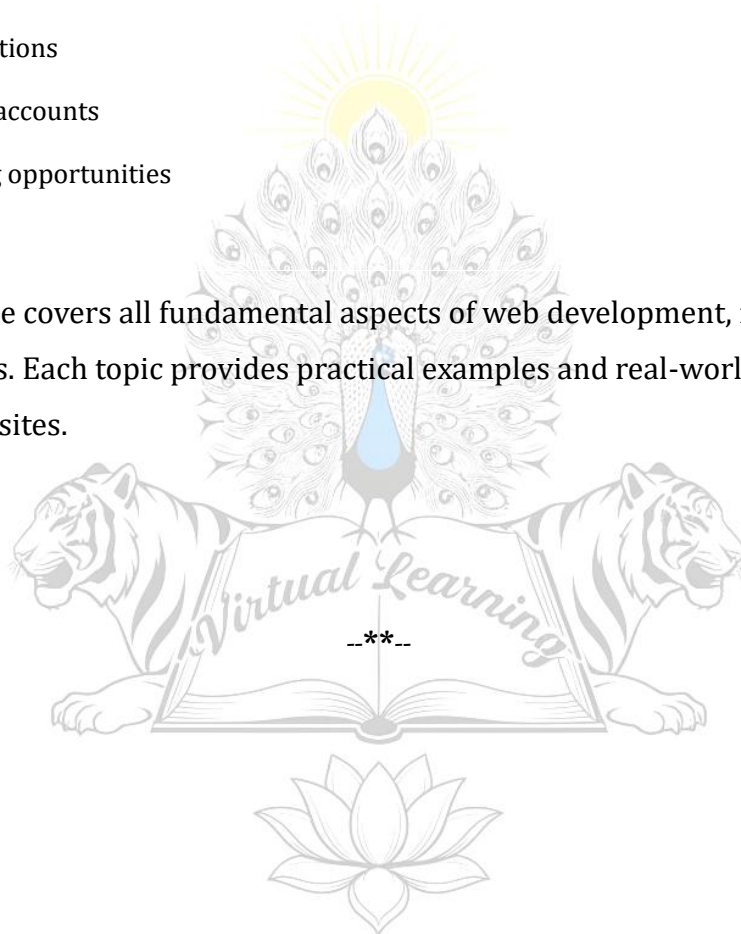 tions
accounts
g opportunities
e covers all fundamental aspects of web development,
s. Each topic provides practical examples and real-worl
sites.
Virtual Learning
--**--